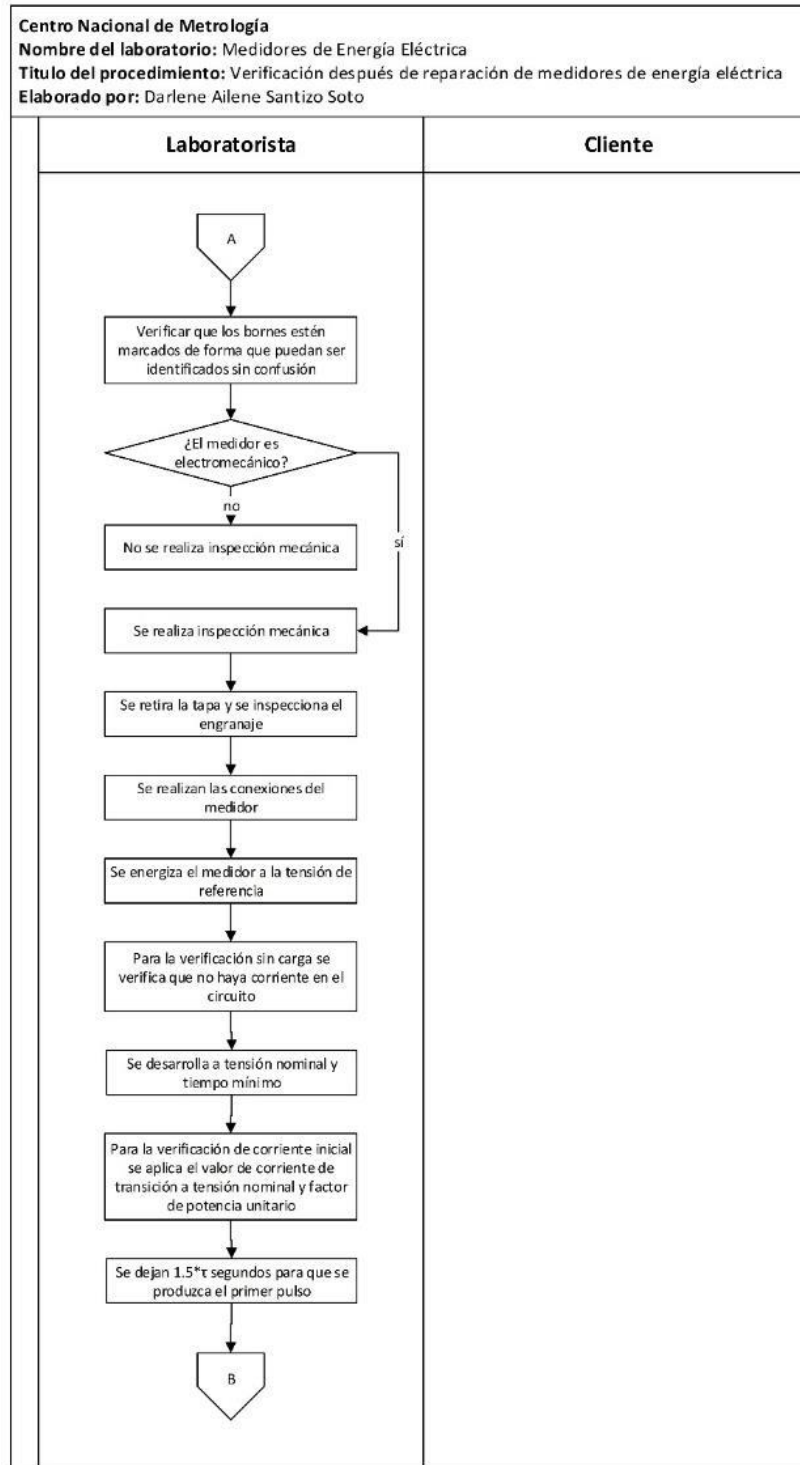 Centro Nacional de Metrología
Nombre del laboratorio: Medidores de Energía Eléctrica
Titulo del procedimiento: Verificación después de reparación de medidores de energía eléctrica
Elaborado por: Darlene Ailene Santizo Soto
Laboratorista
Cliente
A
Verificar que los bornes estén
marcados de forma que puedan ser
identificados sin confusión
¿El medidor es
electromecánico?
no
sí
No se realiza inspección mecánica
Se realiza inspección mecánica
Se retira la tapa y se inspecciona el
engranaje
Se realizan las conexiones del
medidor
Se energiza el medidor a la tensión de
referencia
Para la verificación sin carga se
verifica que no haya corriente en el
circuito
Se desarrolla a tensión nominal y
tiempo mínimo
Para la verificación de corriente inicial
se aplica el valor de corriente de
transición a tensión nominal y factor
de potencia unitario
Se dejan 1.5*τ segundos para que se
produzca el primer pulso
B